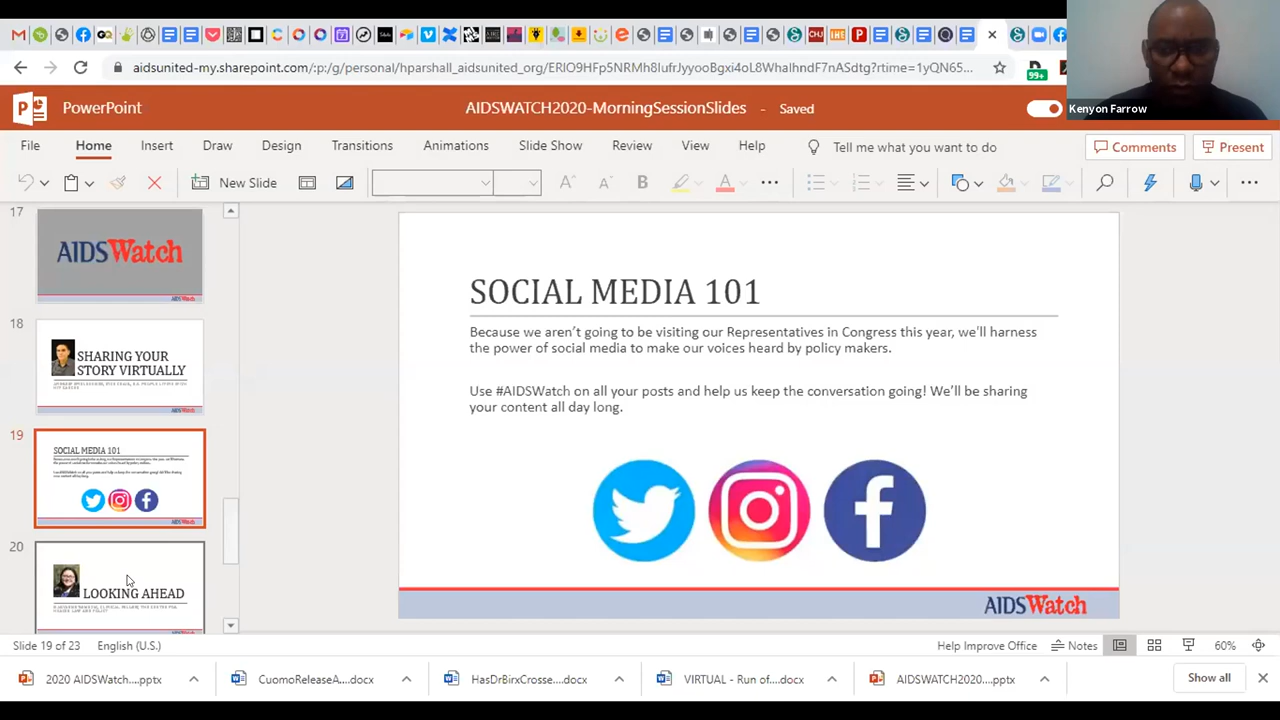 aidsunited-my.sharepoint.com/:p:/g/personal/hparshall_aidsunited_org/ERIO9HFp5NRMh8IufrJyyooBgxi4oL8WhaIhndF7nASdtg?rtime=1yQN65...
99+
Kenyon Farrow
PowerPoint
AIDSWATCH2020-MorningSessionSlides - Saved
File Home Insert Draw Design Transitions Animations Slide Show Review View Help Tell me what you want to do Comments Present
New Slide
17
AIDSWatch
AIDSWatch
18
SHARING YOUR
STORY VIRTUALLY
AIDSWatch
19
SOCIAL MEDIA 101
AIDSWatch
20
LOOKING AHEAD
SOCIAL MEDIA 101
Because we aren't going to be visiting our Representatives in Congress this year, we'll harness
the power of social media to make our voices heard by policy makers.
Use #AIDSWatch on all your posts and help us keep the conversation going! We'll be sharing
your content all day long.
AIDSWatch
Slide 19 of 23 English (U.S.) Help Improve Office Notes 60%
2020 AIDSWatch....pptx CuomoReleaseA....docx HasDrBirxCrosse....docx VIRTUAL - Run of....docx AIDSWATCH2020....pptx Show all